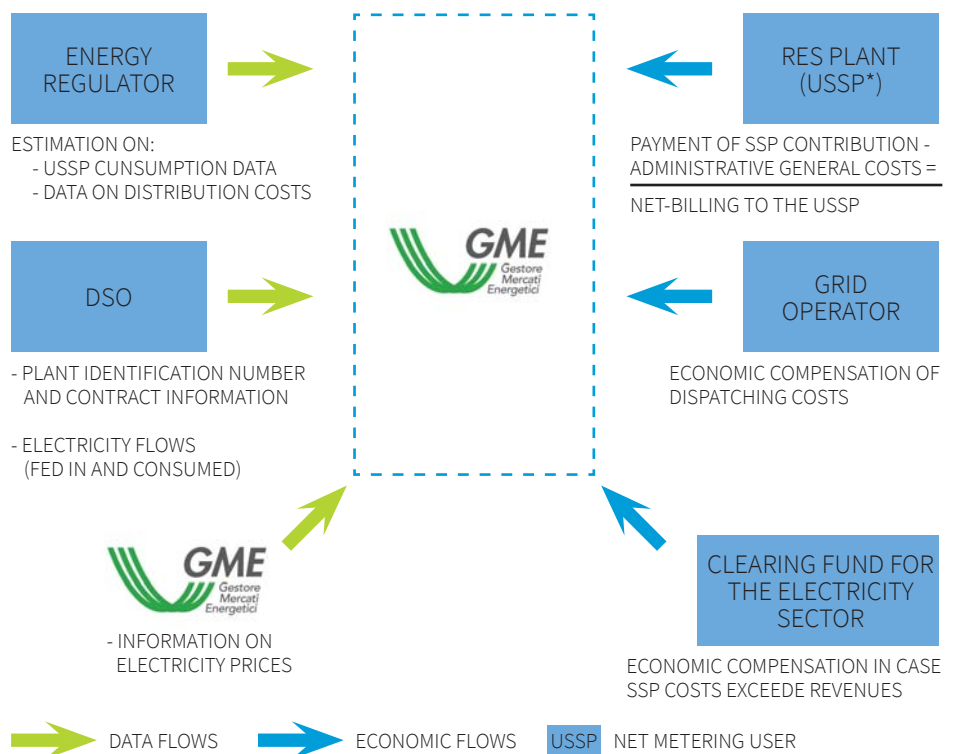 ENERGY
REGULATOR
ESTIMATION ON:
- USSP CUNSUMPTION DATA
- DATA ON DISTRIBUTION COSTS
DSO
- PLANT IDENTIFICATION NUMBER
AND CONTRACT INFORMATION
- ELECTRICITY FLOWS
(FED IN AND CONSUMED)
GME
Gestore
Mercati
Energetici
- INFORMATION ON
ELECTRICITY PRICES
GME
Gestore
Mercati
Energetici
RES PLANT
(USSP*)
PAYMENT OF SSP CONTRIBUTION -
ADMINISTRATIVE GENERAL COSTS =
NET-BILLING TO THE USSP
GRID
OPERATOR
ECONOMIC COMPENSATION OF
DISPATCHING COSTS
CLEARING FUND FOR
THE ELECTRICITY
SECTOR
ECONOMIC COMPENSATION IN CASE
SSP COSTS EXCEEDE REVENUES
DATA FLOWS
ECONOMIC FLOWS
USSP NET METERING USER